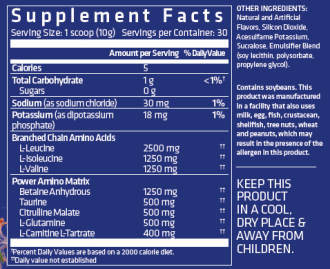 Supplement Facts
Serving Size: 1 scoop (10g) Servings per Container: 30
Amount per Serving % DailyValue
Calories 5
Total Carbohydrate 1 g <1%†
Sugars 0 g
Sodium (as sodium chloride) 30 mg 1%
Potassium (as dipotassium 18 mg 1%
phosphate)
Branched Chain Amino Acids
L-Leucine 2500 mg ††
L-Isoleucine 1250 mg ††
L-Valine 1250 mg ††
Power Amino Matrix
Betaine Anhydrous 1250 mg ††
Taurine 500 mg ††
Citrulline Malate 500 mg ††
L-Glutamine 500 mg ††
L-Carnitine L-Tartrate 400 mg ††
†Percent Daily Values are based on a 2000 calorie diet.
††Daily value not established
OTHER INGREDIENTS:
Natural and Artificial
Flavors, Silicon Dioxide,
Acesulfame Potassium,
Sucralose, Emulsifier Blend
(soy lecithin, polysorbate,
propylene glycol).
Contains soybeans. This
product was manufactured
in a facility that also uses
milk, egg, fish, crustacean,
shellfish, tree nuts, wheat
and peanuts, which may
result in the presence of the
allergen in this product.
KEEP THIS
PRODUCT
IN A COOL,
DRY PLACE &
AWAY FROM
CHILDREN.